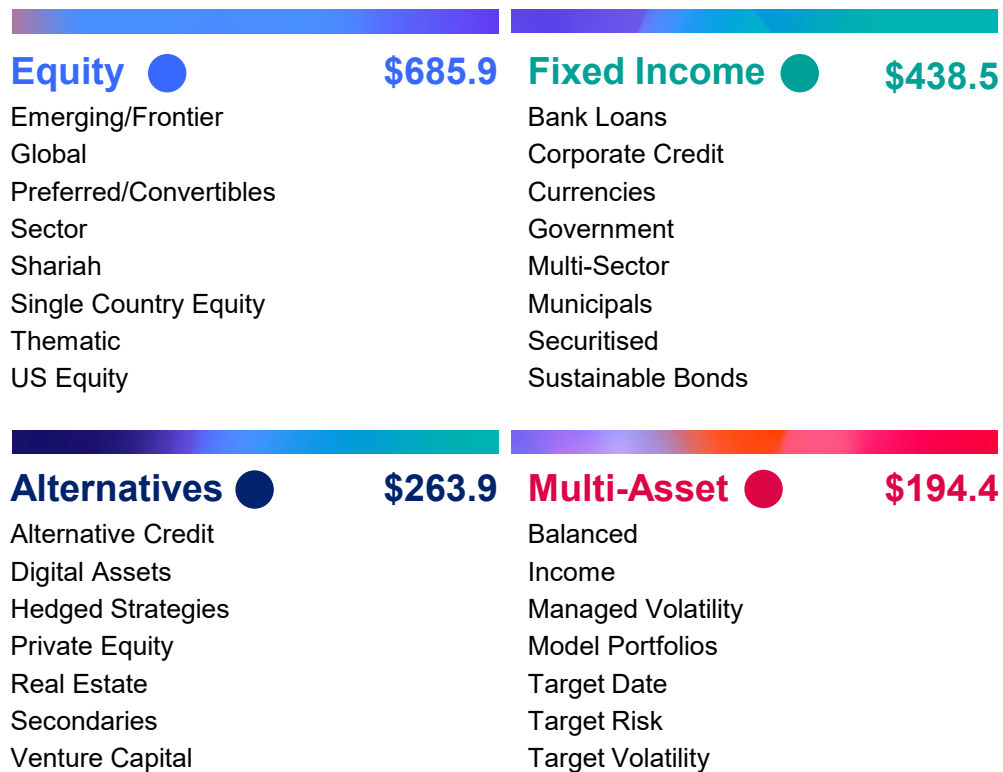 Equity $685.9
Emerging/Frontier
Global
Preferred/Convertibles
Sector
Shariah
Single Country Equity
Thematic
US Equity
Fixed Income $438.5
Bank Loans
Corporate Credit
Currencies
Government
Multi-Sector
Municipals
Securitised
Sustainable Bonds
Alternatives $263.9
Alternative Credit
Digital Assets
Hedged Strategies
Private Equity
Real Estate
Secondaries
Venture Capital
Multi-Asset $194.4
Balanced
Income
Managed Volatility
Model Portfolios
Target Date
Target Risk
Target Volatility